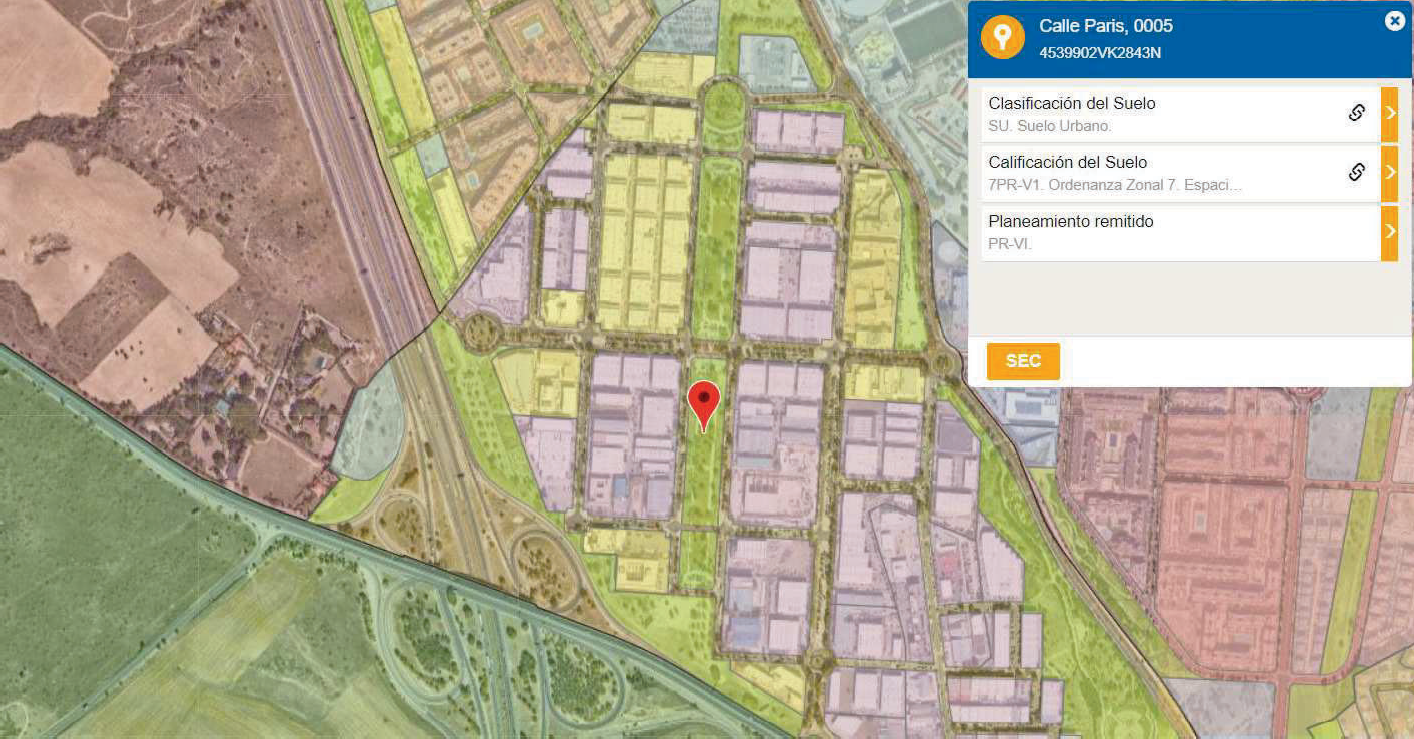 Calle Paris, 0005
4539902VK2843N
Clasificación del Suelo
SU. Suelo Urbano.
Calificación del Suelo
7PR-V1. Ordenanza Zonal 7. Espaci...
Planeamiento remitido
PR-VI.
SEC